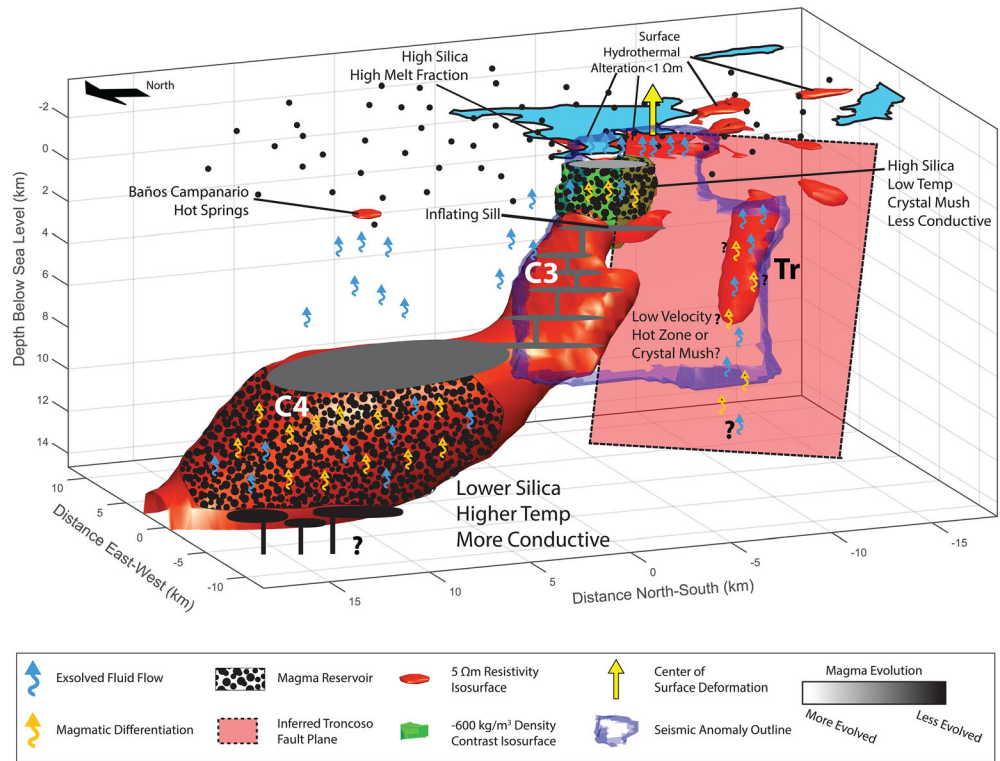 North
High Silica
High Melt Fraction
Surface
Hydrothermal
Alteration<1 Ωm
Baños Campanario
Hot Springs
Inflating Sill
High Silica
Low Temp
Crystal Mush
Less Conductive
C3
Tr
?
?
Low Velocity ?
Hot Zone or
Crystal Mush?
C4
?
Lower Silica
Higher Temp
More Conductive
?
Depth Below Sea Level (km)
-2
0
2
4
6
8
10
12
14
Distance East-West (km)
10
5
0
-5
-10
Distance North-South (km)
15
10
5
0
-5
-10
-15
Exsolved Fluid Flow
Magma Reservoir
5 Ωm Resistivity
Isosurface
Center of
Surface Deformation
Magma Evolution
More Evolved
Less Evolved
Magmatic Differentiation
Inferred Troncoso
Fault Plane
-600 kg/m³ Density
Contrast Isosurface
Seismic Anomaly Outline